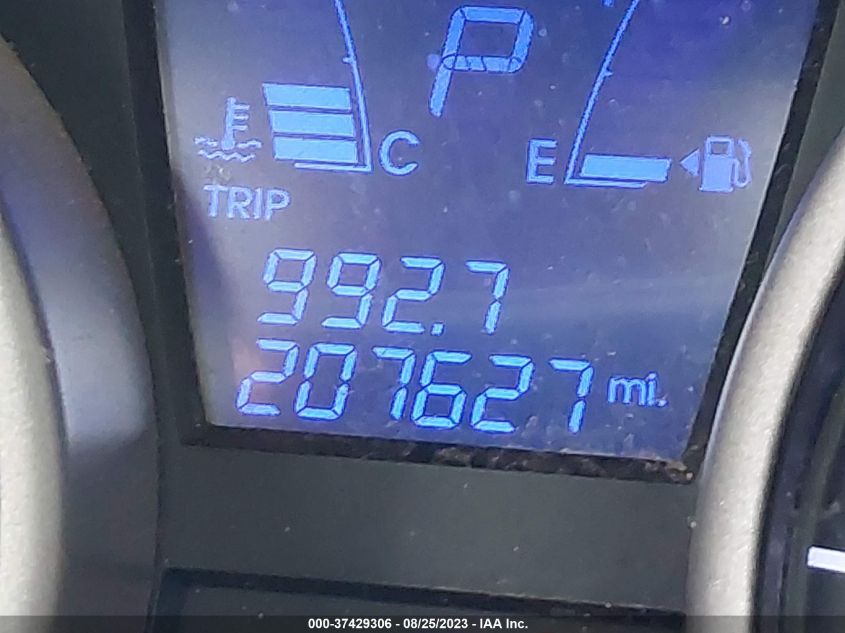 P
C E
TRIP
992.7
207627 mi.
000-37429306 - 08/25/2023 - IAA Inc.